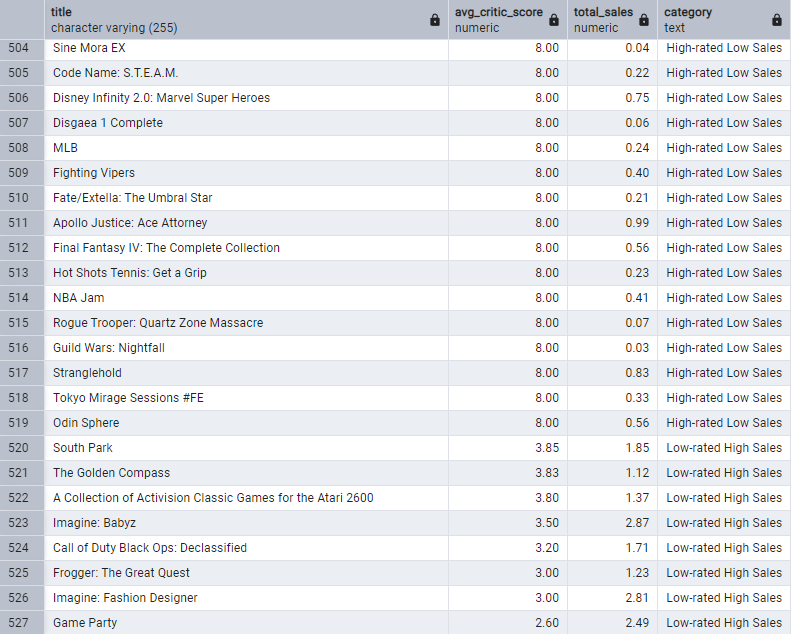 title avg_critic_score total_sales category
character varying (255) numeric numeric text
504 Sine Mora EX 8.00 0.04 High-rated Low Sales
505 Code Name: S.T.E.A.M. 8.00 0.22 High-rated Low Sales
506 Disney Infinity 2.0: Marvel Super Heroes 8.00 0.75 High-rated Low Sales
507 Disgaea 1 Complete 8.00 0.06 High-rated Low Sales
508 MLB 8.00 0.24 High-rated Low Sales
509 Fighting Vipers 8.00 0.40 High-rated Low Sales
510 Fate/Extella: The Umbral Star 8.00 0.21 High-rated Low Sales
511 Apollo Justice: Ace Attorney 8.00 0.99 High-rated Low Sales
512 Final Fantasy IV: The Complete Collection 8.00 0.56 High-rated Low Sales
513 Hot Shots Tennis: Get a Grip 8.00 0.23 High-rated Low Sales
514 NBA Jam 8.00 0.41 High-rated Low Sales
515 Rogue Trooper: Quartz Zone Massacre 8.00 0.07 High-rated Low Sales
516 Guild Wars: Nightfall 8.00 0.03 High-rated Low Sales
517 Stranglehold 8.00 0.83 High-rated Low Sales
518 Tokyo Mirage Sessions #FE 8.00 0.33 High-rated Low Sales
519 Odin Sphere 8.00 0.56 High-rated Low Sales
520 South Park 3.85 1.85 Low-rated High Sales
521 The Golden Compass 3.83 1.12 Low-rated High Sales
522 A Collection of Activision Classic Games for the Atari 2600 3.80 1.37 Low-rated High Sales
523 Imagine: Babyz 3.50 2.87 Low-rated High Sales
524 Call of Duty Black Ops: Declassified 3.20 1.71 Low-rated High Sales
525 Frogger: The Great Quest 3.00 1.23 Low-rated High Sales
526 Imagine: Fashion Designer 3.00 2.81 Low-rated High Sales
527 Game Party 2.60 2.49 Low-rated High Sales